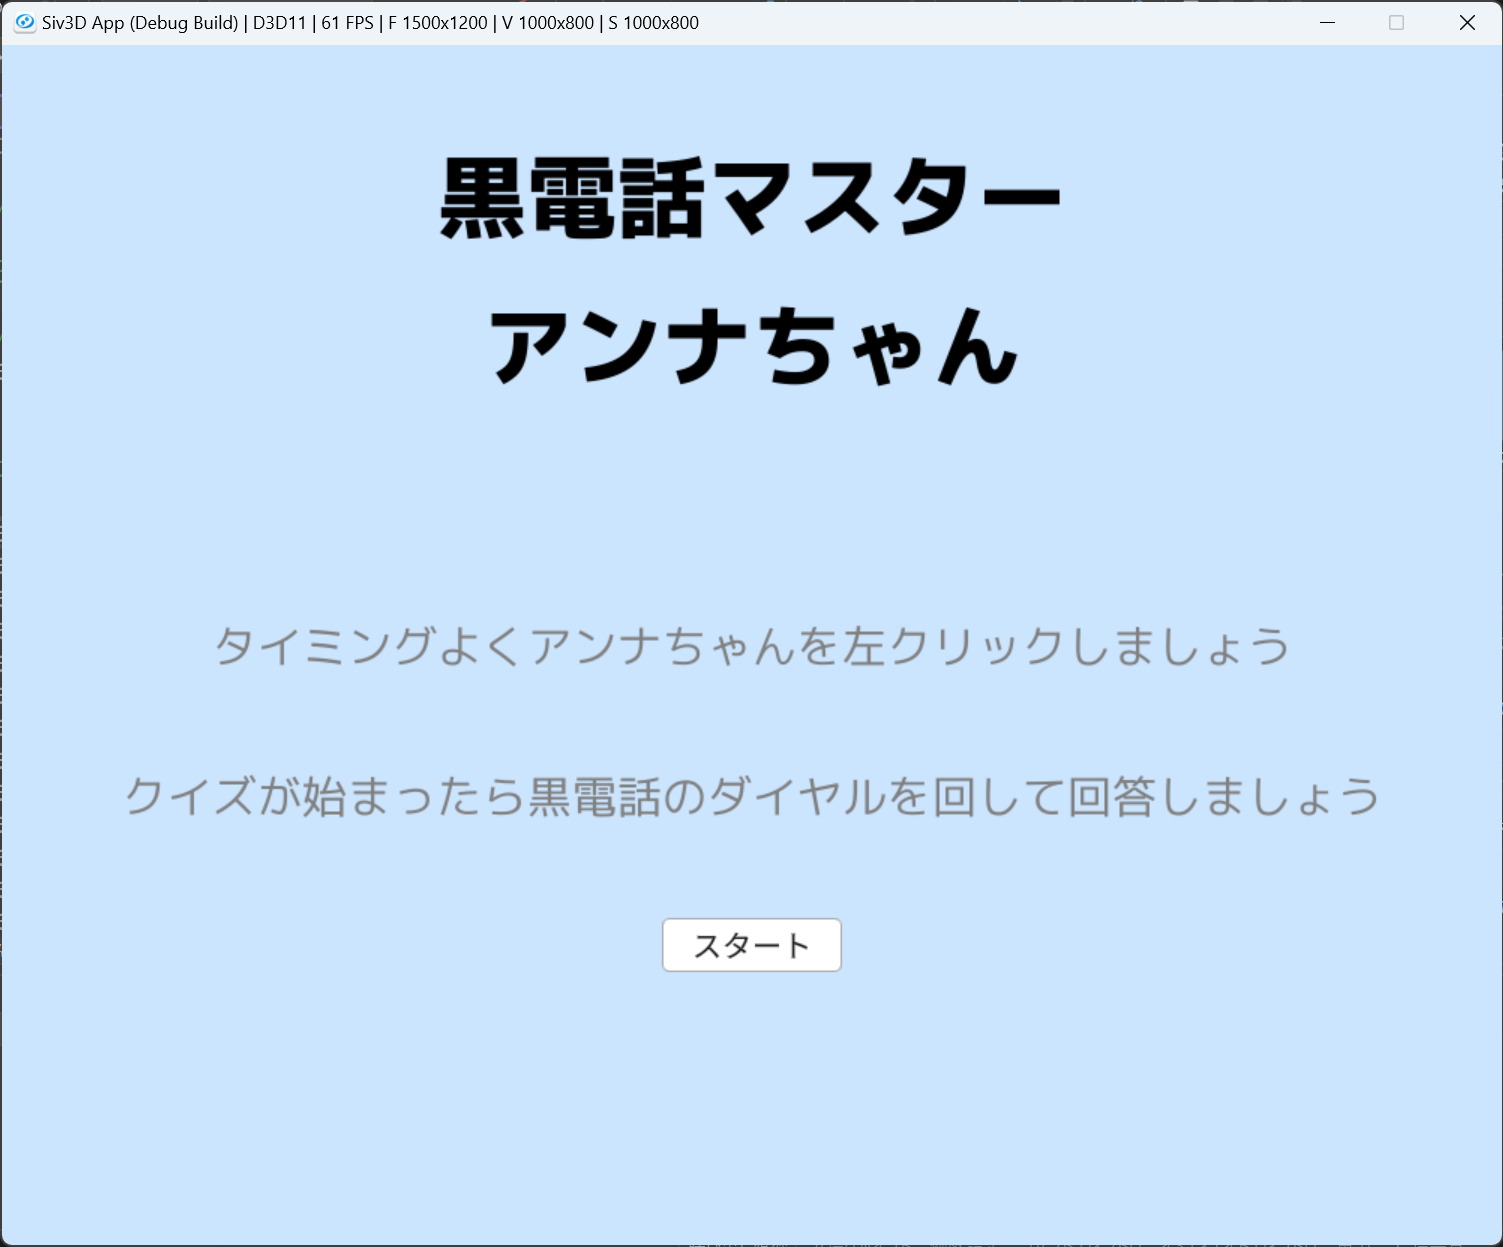 Siv3D App (Debug Build) | D3D11 | 61 FPS | F 1500x1200 | V 1000x800 | S 1000x800
黒電話マスター
アンナちゃん
タイミングよくアンナちゃんを左クリックしましょう
クイズが始まったら黒電話のダイヤルを回して回答しましょう
スタート